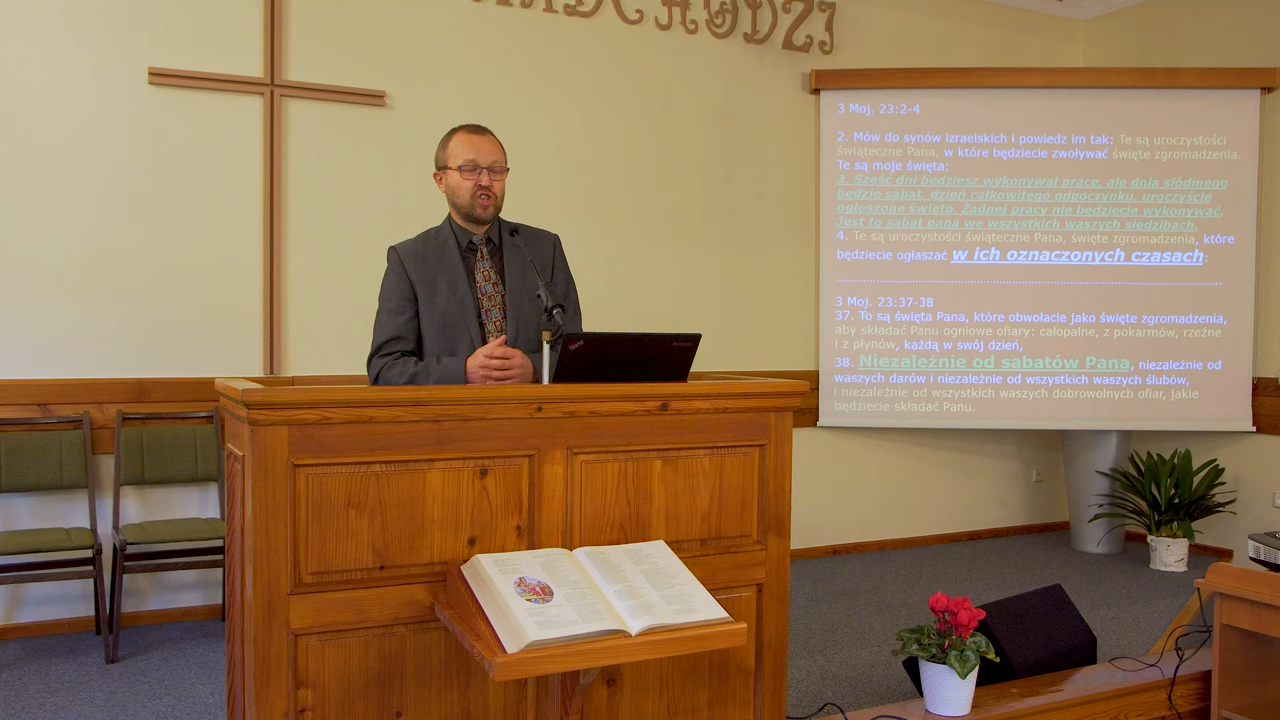 ADCHODZI
3 Moj. 23:2-4
2. Mów do synów izraelskich i powiedz im tak: Te są uroczystości
świąteczne Pana, w które będziecie zwoływać święte zgromadzenia.
Te są moje święta:
3. Sześć dni będziesz wykonywał pracę, ale dnia siódmego
będzie sabat, dzień całkowitego odpoczynku, uroczyście
ogłoszone święto. Żadnej pracy nie będziecie wykonywać.
Jest to sabat pana we wszystkich waszych siedzibach.
4. Te są uroczystości świąteczne Pana, święte zgromadzenia, które
będziecie ogłaszać w ich oznaczonych czasach:
3 Moj. 23:37-38
37. To są święta Pana, które obwołacie jako święte zgromadzenia,
aby składać Panu ogniowe ofiary: całopalne, z pokarmów, rzeźne
i z płynów, każdą w swój dzień,
38. Niezależnie od sabatów Pana, niezależnie od
waszych darów i niezależnie od wszystkich waszych ślubów,
i niezależnie od wszystkich waszych dobrowolnych ofiar, jakie
będziecie składać Panu.
ThinkPad